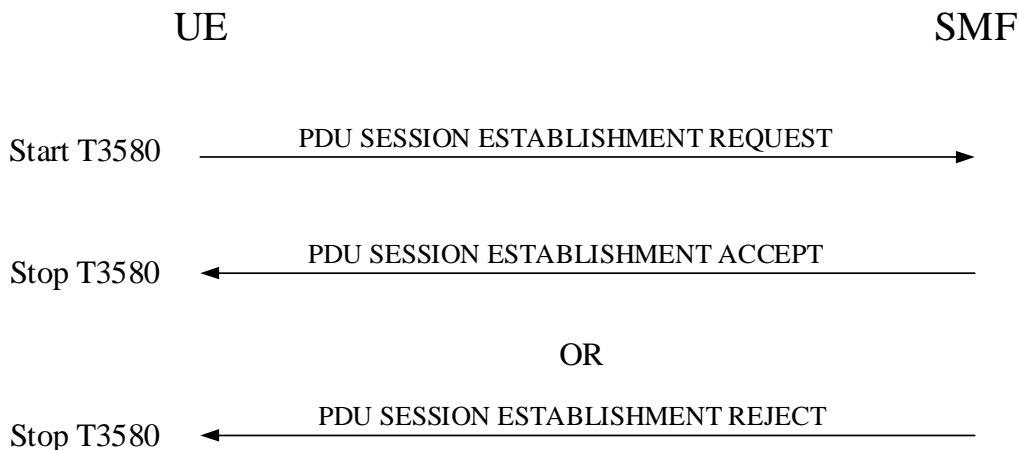 UE SMF
Start T3580 PDU SESSION ESTABLISHMENT REQUEST
Stop T3580 PDU SESSION ESTABLISHMENT ACCEPT
OR
Stop T3580 PDU SESSION ESTABLISHMENT REJECT